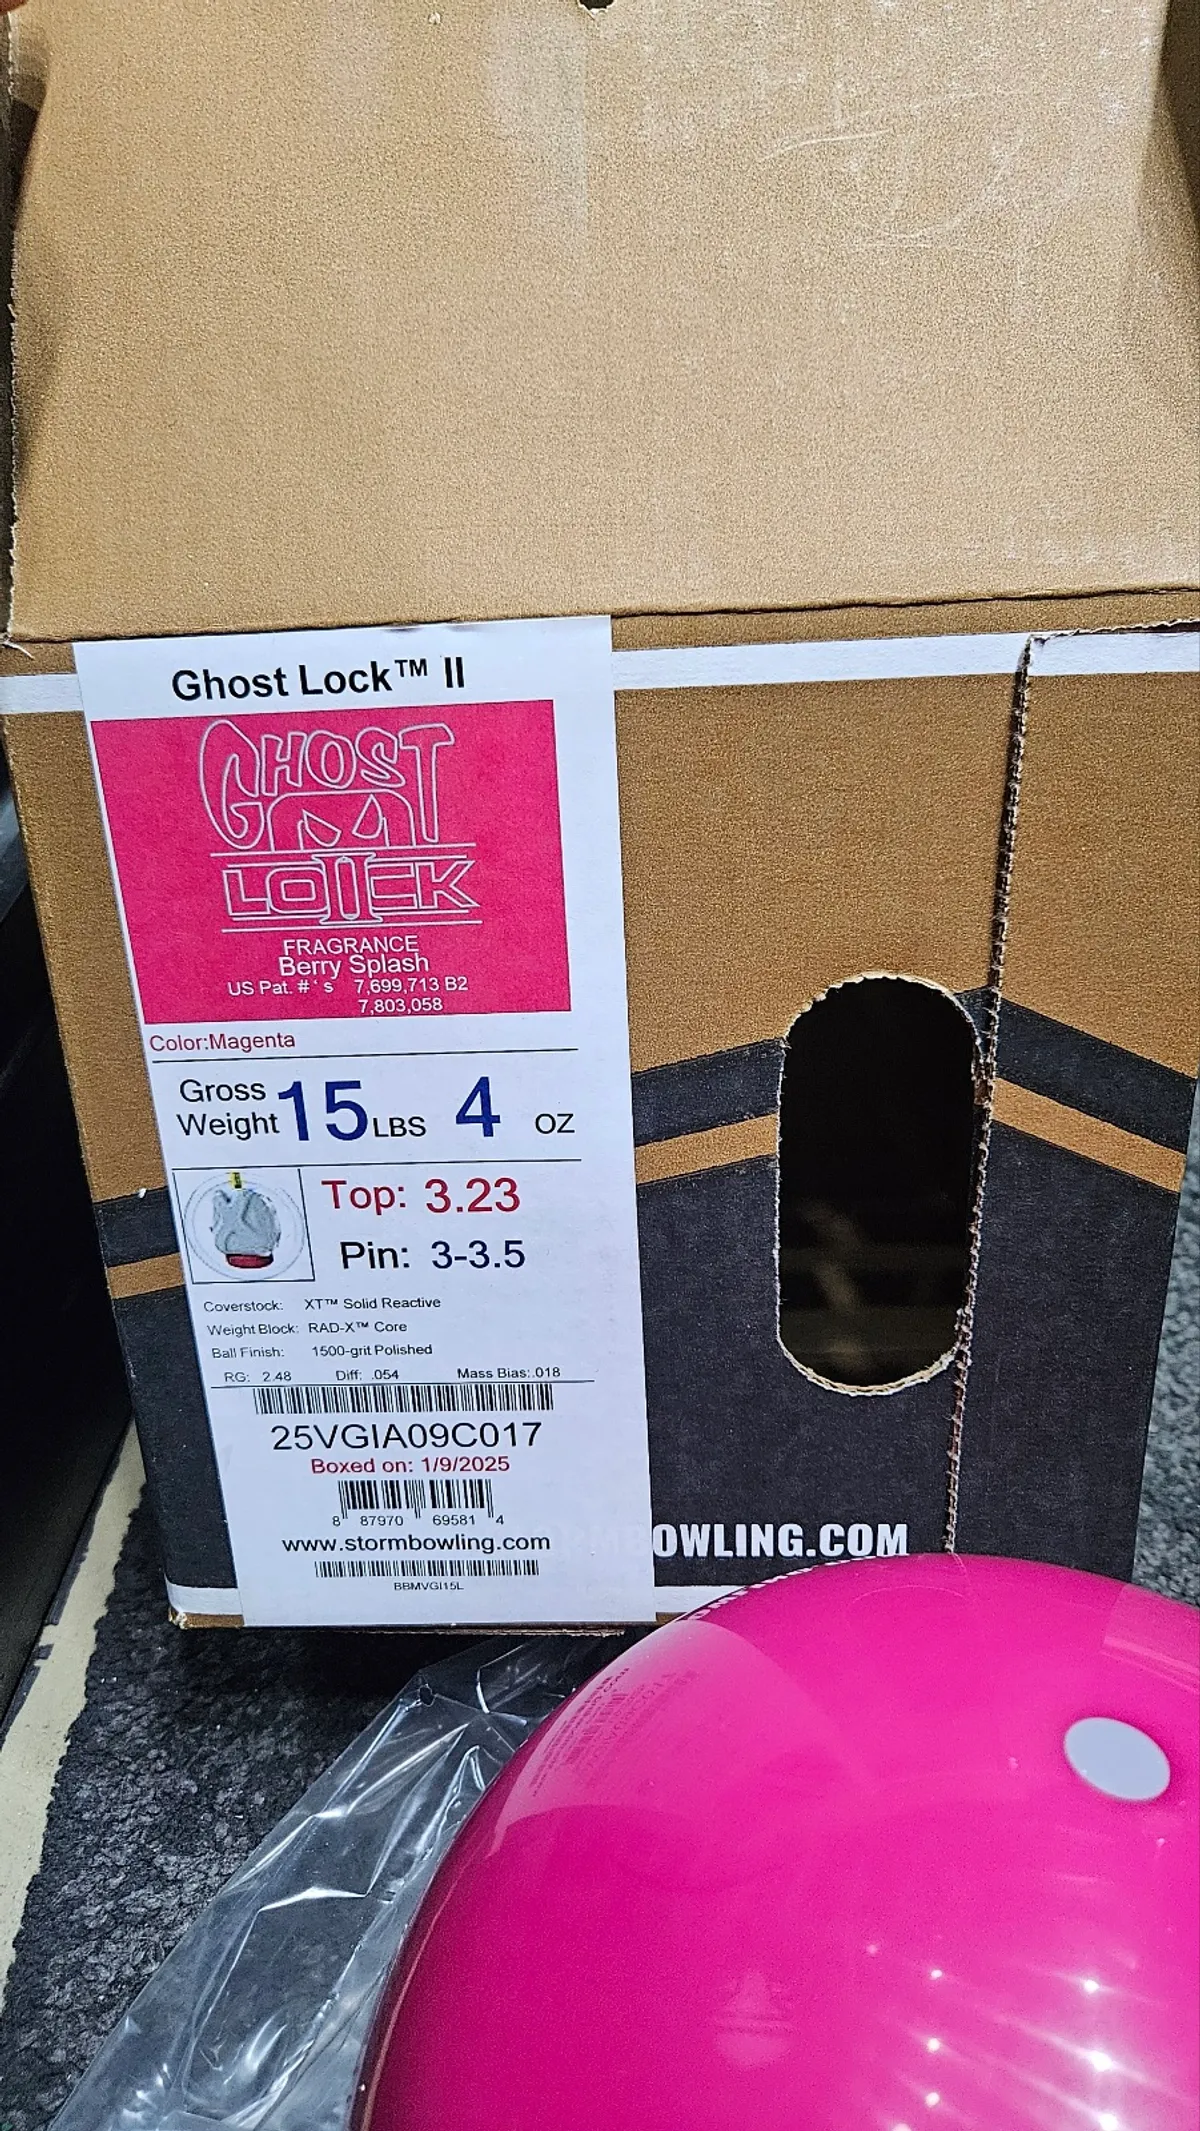 Ghost Lock™ II
GHOST
LOIICK
FRAGRANCE
Berry Splash
US Pat. #'s 7,699,713 B2
7,803,058
Color:Magenta
Gross Weight 15 LBS 4 OZ
Top: 3.23
Pin: 3-3.5
Coverstock: XT™ Solid Reactive
Weight Block: RAD-X™ Core
Ball Finish: 1500-grit Polished
RG: 2.48 Diff: .054 Mass Bias:.018
25VGIA09C017
Boxed on: 1/9/2025
8 87970 69581 4
www.stormbowling.com
BBMVGI15L
OWLING.COM